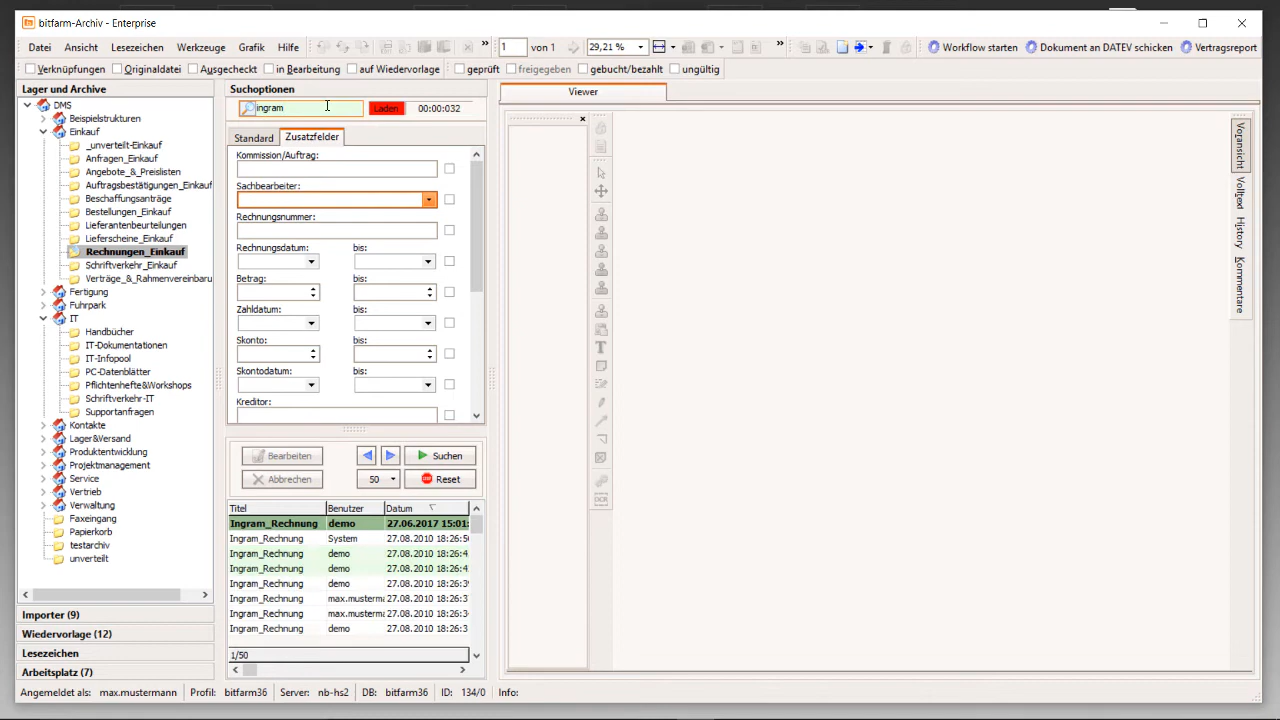 bitfarm-Archiv - Enterprise
Datei Ansicht Lesezeichen Werkzeuge Grafik Hilfe » 1 von 1 29,21 % » Workflow starten Dokument an DATEV schicken Vertragsreport
Verknüpfungen Originaldatei Ausgecheckt in Bearbeitung auf Wiedervorlage geprüft freigegeben gebucht/bezahlt ungültig
Lager und Archive
DMS
Beispielstrukturen
Einkauf
_unverteilt-Einkauf
Anfragen_Einkauf
Angebote_&_Preislisten
Auftragsbestätigungen_Einkauf
Beschaffungsanträge
Bestellungen_Einkauf
Lieferantenbeurteilungen
Lieferscheine_Einkauf
Rechnungen_Einkauf
Schriftverkehr_Einkauf
Verträge_&_Rahmenvereinbaru
Fertigung
Fuhrpark
IT
Handbücher
IT-Dokumentationen
IT-Infopool
PC-Datenblätter
Pflichtenhefte&Workshops
Schriftverkehr-IT
Supportanfragen
Kontakte
Lager&Versand
Produktentwicklung
Projektmanagement
Service
Vertrieb
Verwaltung
Faxeingang
Papierkorb
testarchiv
unverteilt
Importer (9)
Wiedervorlage (12)
Lesezeichen
Arbeitsplatz (7)
Suchoptionen
ingram Laden 00:00:032
Standard Zusatzfelder
Kommission/Auftrag:
Sachbearbeiter:
Rechnungsnummer:
Rechnungsdatum: bis:
Betrag: bis:
Zahldatum: bis:
Skonto: bis:
Skontodatum: bis:
Kreditor:
Bearbeiten Suchen
Abbrechen 50 Reset
Titel Benutzer Datum
Ingram_Rechnung demo 27.06.2017 15:01:
Ingram_Rechnung System 27.08.2010 18:26:5
Ingram_Rechnung demo 27.08.2010 18:26:4
Ingram_Rechnung demo 27.08.2010 18:26:4
Ingram_Rechnung demo 27.08.2010 18:26:3
Ingram_Rechnung max.musterma 27.08.2010 18:26:3
Ingram_Rechnung max.musterma 27.08.2010 18:26:3
Ingram_Rechnung demo 27.08.2010 18:26:3
1/50
Viewer
Voransicht
Volltext
History
Kommentare
OCR
Angemeldet als: max.mustermann Profil: bitfarm36 Server: nb-hs2 DB: bitfarm36 ID: 134/0 Info: